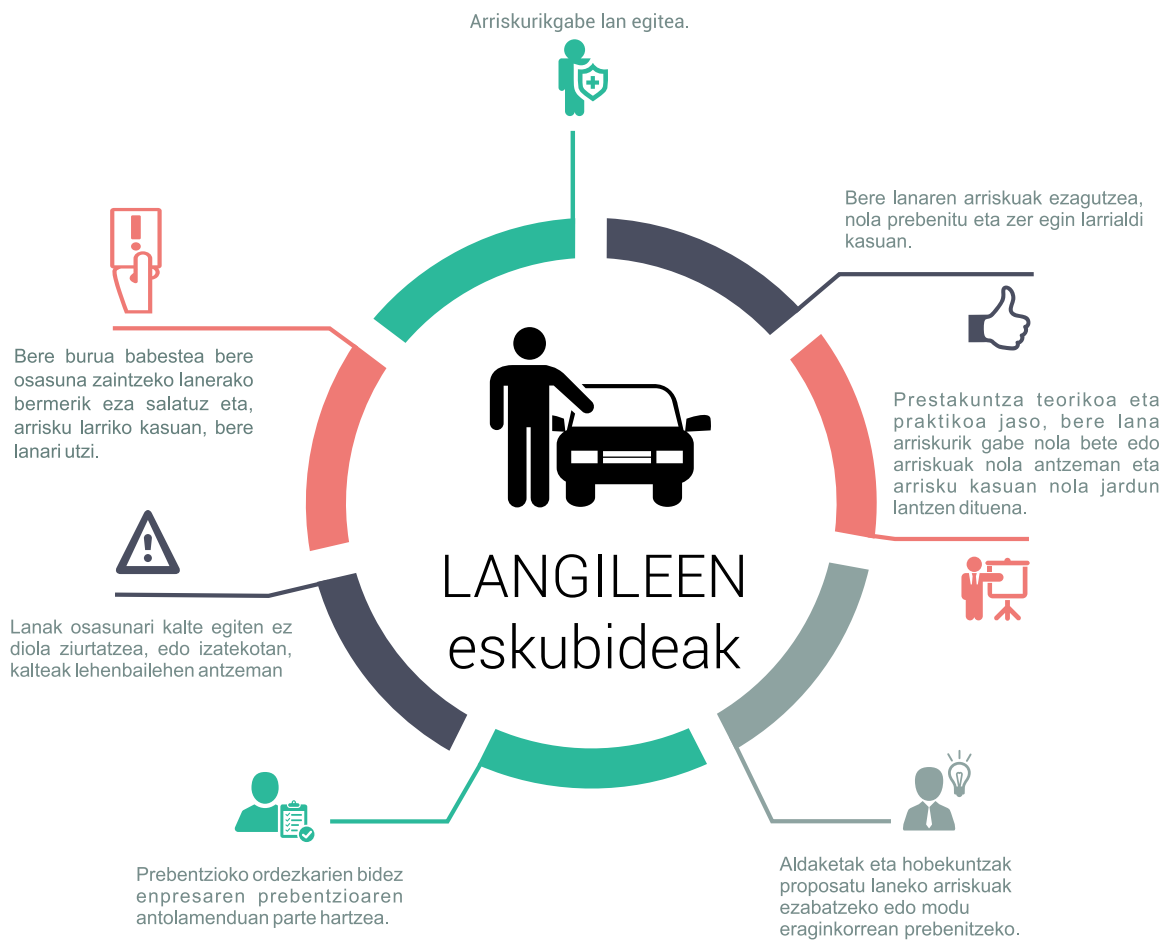 Arriskurikgabe lan egitea.
Bere lanaren arriskuak ezagutzea,
nola prebenitu eta zer egin larrialdi
kasuan.
Prestakuntza teorikoa eta
praktikoa jaso, bere lana
arriskurik gabe nola bete edo
arriskuak nola antzeman eta
arrisku kasuan nola jardun
lantzen dituena.
Aldaketak eta hobekuntzak
proposatu laneko arriskuak
ezabatzeko edo modu
eraginkorrean prebenitzeko.
Prebentzioko ordezkarien bidez
enpresaren prebentzioaren
antolamenduan parte hartzea.
Lanak osasunari kalte egiten ez
diola ziurtatzea, edo izatekotan,
kalteak lehenbailehen antzeman
Bere burua babestea bere
osasuna zaintzeko lanerako
bermerik eza salatuz eta,
arrisku larriko kasuan, bere
lanari utzi.
LANGILEEN
eskubideak